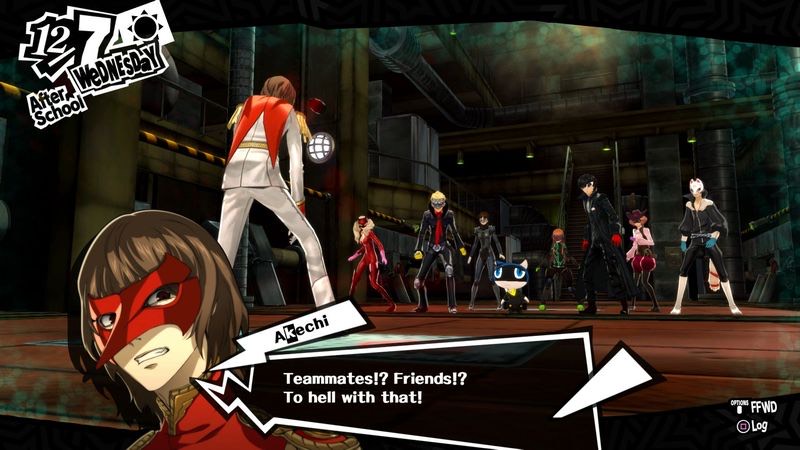 12 7
WEDNESDAY
After
School
Akechi
Teammates!? Friends!?
To hell with that!
OPTIONS FFWD
Log